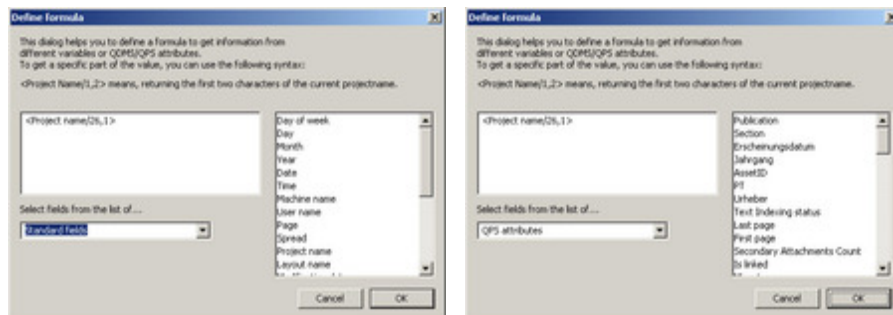 Define formula
This dialog helps you to define a formula to get information from
different variables or QDMS/QPS attributes.
To get a specific part of the value, you can use the following syntax:
<Project Name/1,2> means, returning the first two characters of the current projectname.
<Project name/26,1>
Day of week
Day
Month
Year
Date
Time
Machine name
User name
Page
Spread
Project name
Layout name
Select fields from the list of...
Standard fields
Cancel
OK
Define formula
This dialog helps you to define a formula to get information from
different variables or QDMS/QPS attributes.
To get a specific part of the value, you can use the following syntax:
<Project Name/1,2> means, returning the first two characters of the current projectname.
<Project name/26,1>
Publication
Section
Erscheinungsdatum
Jahrgang
AssetID
PT
Urheber
Text Indexing status
Last page
First page
Secondary Attachments Count
Is linked
Select fields from the list of...
QPS attributes
Cancel
OK